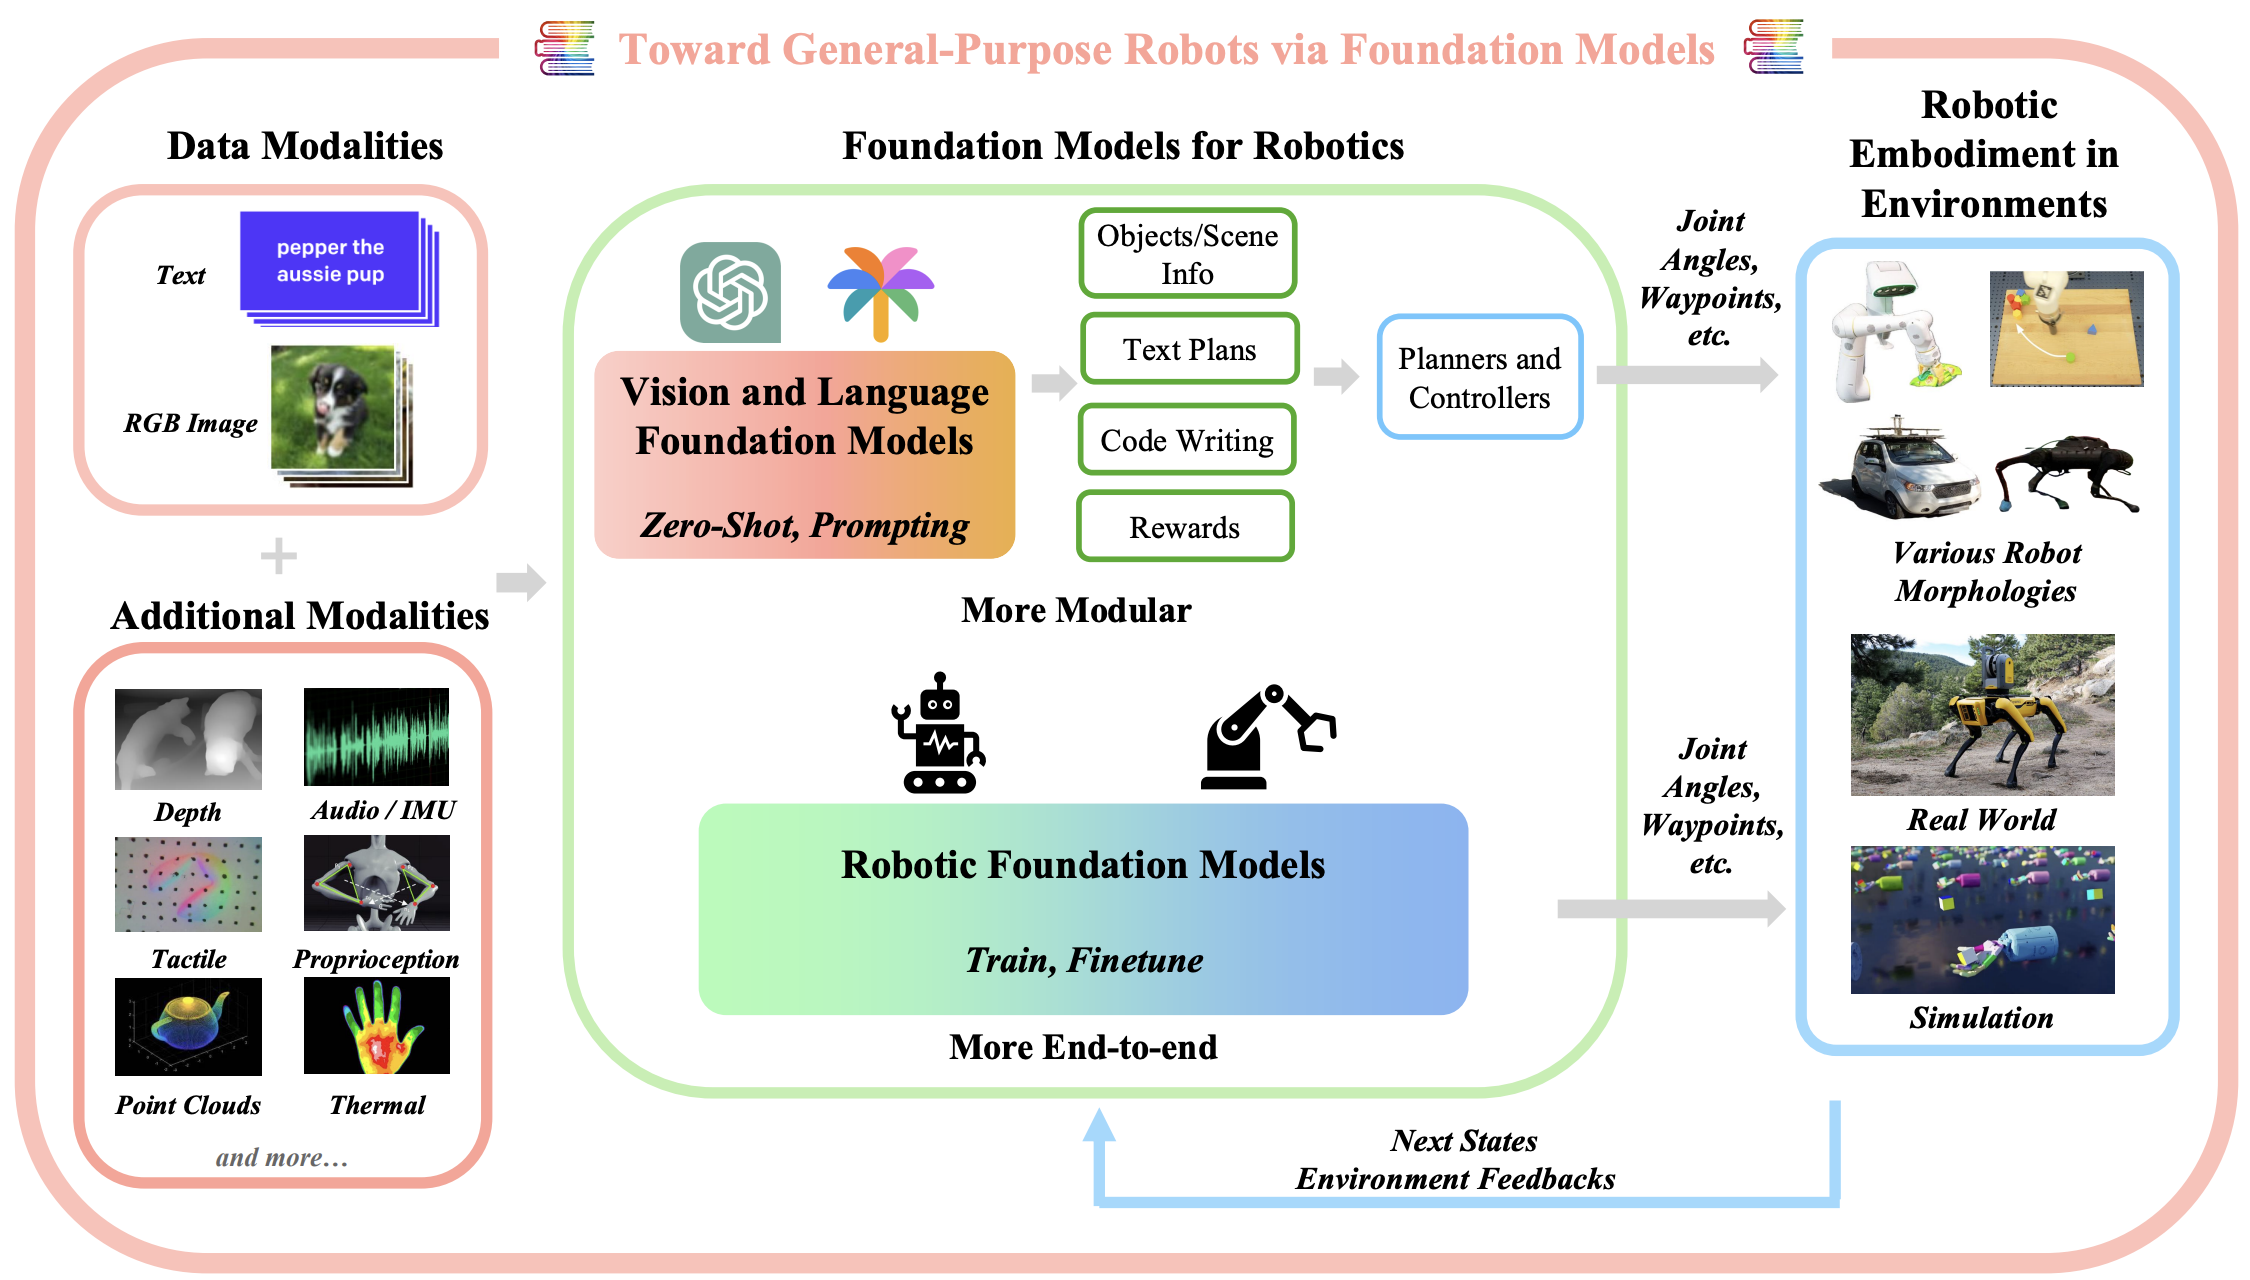 Toward General-Purpose Robots via Foundation Models
Data Modalities
Text
pepper the
aussie pup
RGB Image
+
Additional Modalities
Depth
Audio / IMU
Tactile
Proprioception
Point Clouds
Thermal
and more…
Foundation Models for Robotics
Vision and Language
Foundation Models
Zero-Shot, Prompting
Objects/Scene
Info
Text Plans
Code Writing
Rewards
Planners and
Controllers
More Modular
Robotic Foundation Models
Train, Finetune
More End-to-end
Joint
Angles,
Waypoints,
etc.
Joint
Angles,
Waypoints,
etc.
Robotic
Embodiment in
Environments
Various Robot
Morphologies
Real World
Simulation
Next States
Environment Feedbacks